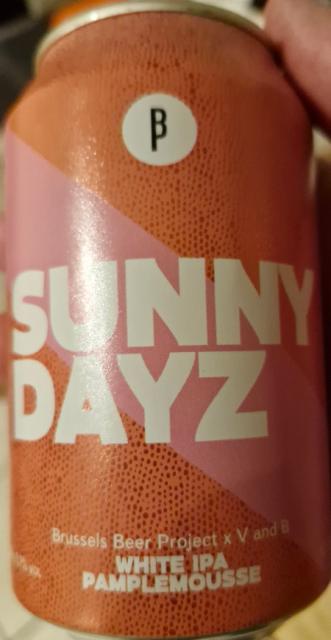 SUNNY
DAYZ
Brussels Beer Project x V and B
WHITE IPA
PAMPLEMOUSSE